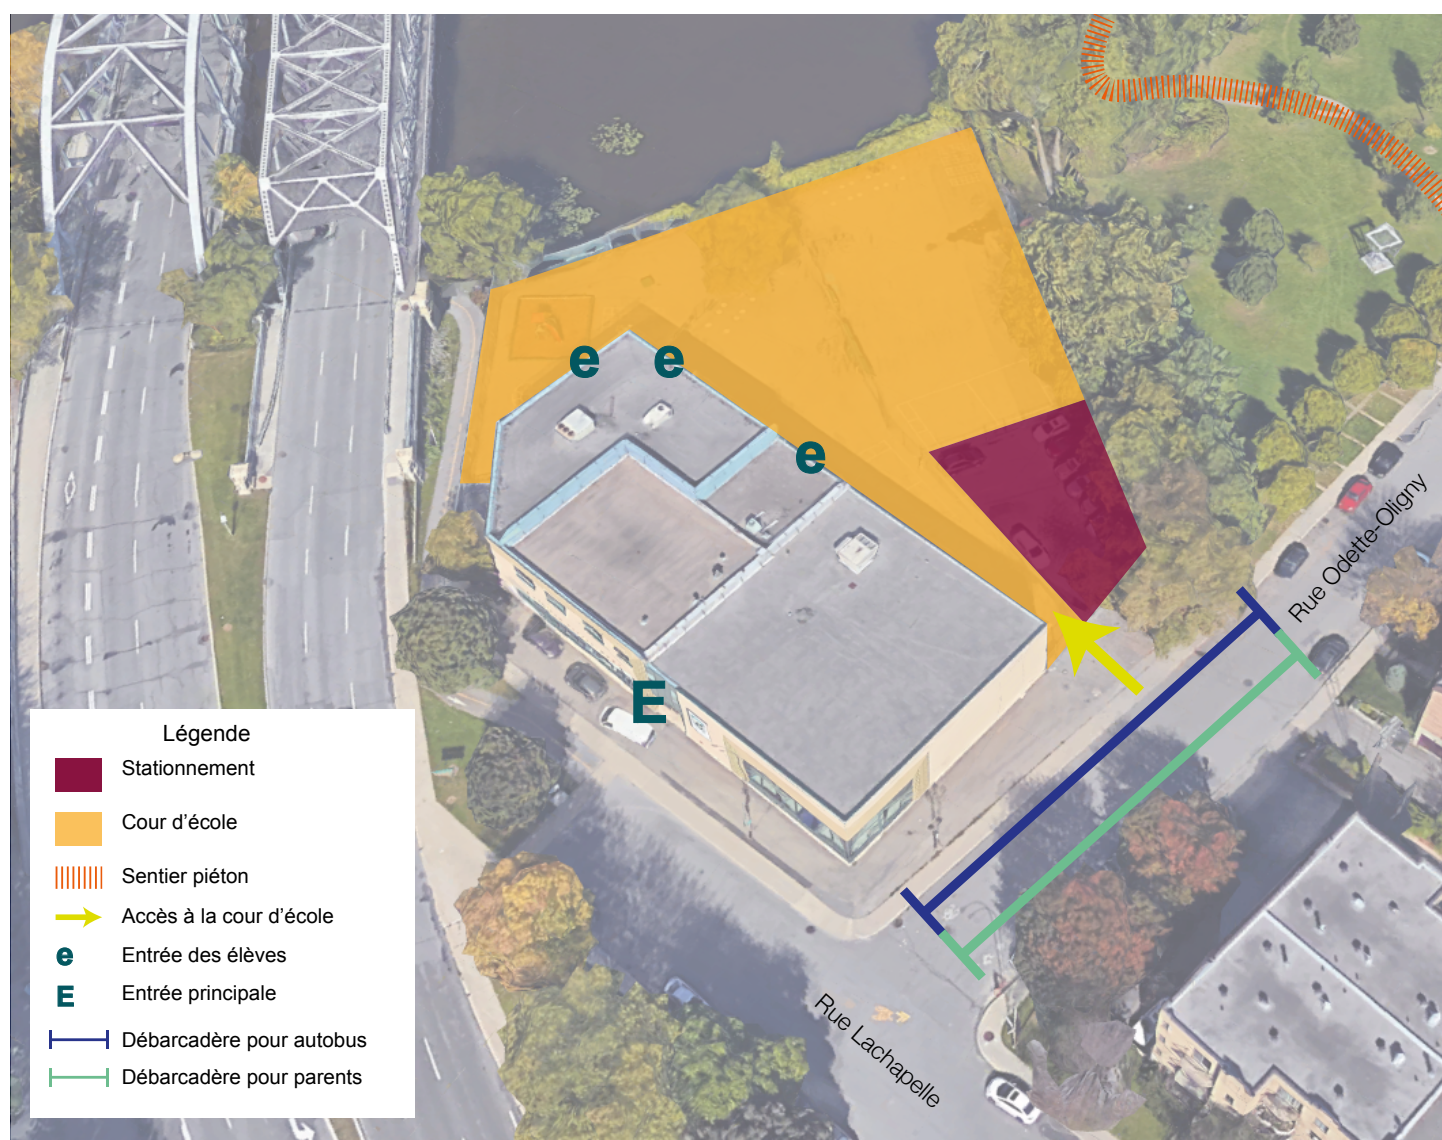 e
e
e
E
Rue Odette-Oligny
Rue Lachapelle
Légende
Stationnement
Cour d’école
Sentier piéton
Accès à la cour d’école
e Entrée des élèves
E Entrée principale
Débarcadère pour autobus
Débarcadère pour parents